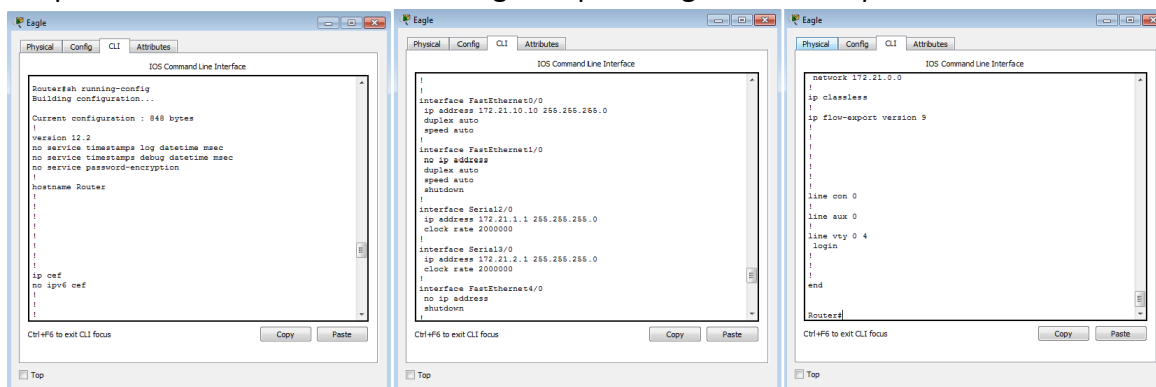 Eagle
Physical Config CLI Attributes
IOS Command Line Interface
Router#sh running-config
Building configuration...
Current configuration : 848 bytes
!
version 12.2
no service timestamps log datetime msec
no service timestamps debug datetime msec
no service password-encryption
!
hostname Router
!
!
!
!
!
!
!
!
ip cef
no ipv6 cef
!
!
!
Ctrl+F6 to exit CLI focus
Copy Paste
Top
Eagle
Physical Config CLI Attributes
IOS Command Line Interface
!
!
interface FastEthernet0/0
ip address 172.21.10.10 255.255.255.0
duplex auto
speed auto
!
interface FastEthernet1/0
no ip address
duplex auto
speed auto
shutdown
!
interface Serial2/0
ip address 172.21.1.1 255.255.255.0
clock rate 2000000
!
interface Serial3/0
ip address 172.21.2.1 255.255.255.0
clock rate 2000000
!
interface FastEthernet4/0
no ip address
shutdown
!
Ctrl+F6 to exit CLI focus
Copy Paste
Top
Eagle
Physical Config CLI Attributes
IOS Command Line Interface
network 172.21.0.0
!
ip classless
!
ip flow-export version 9
!
!
!
!
!
!
!
line con 0
!
line aux 0
!
line vty 0 4
login
!
!
!
end
Router#
Ctrl+F6 to exit CLI focus
Copy Paste
Top